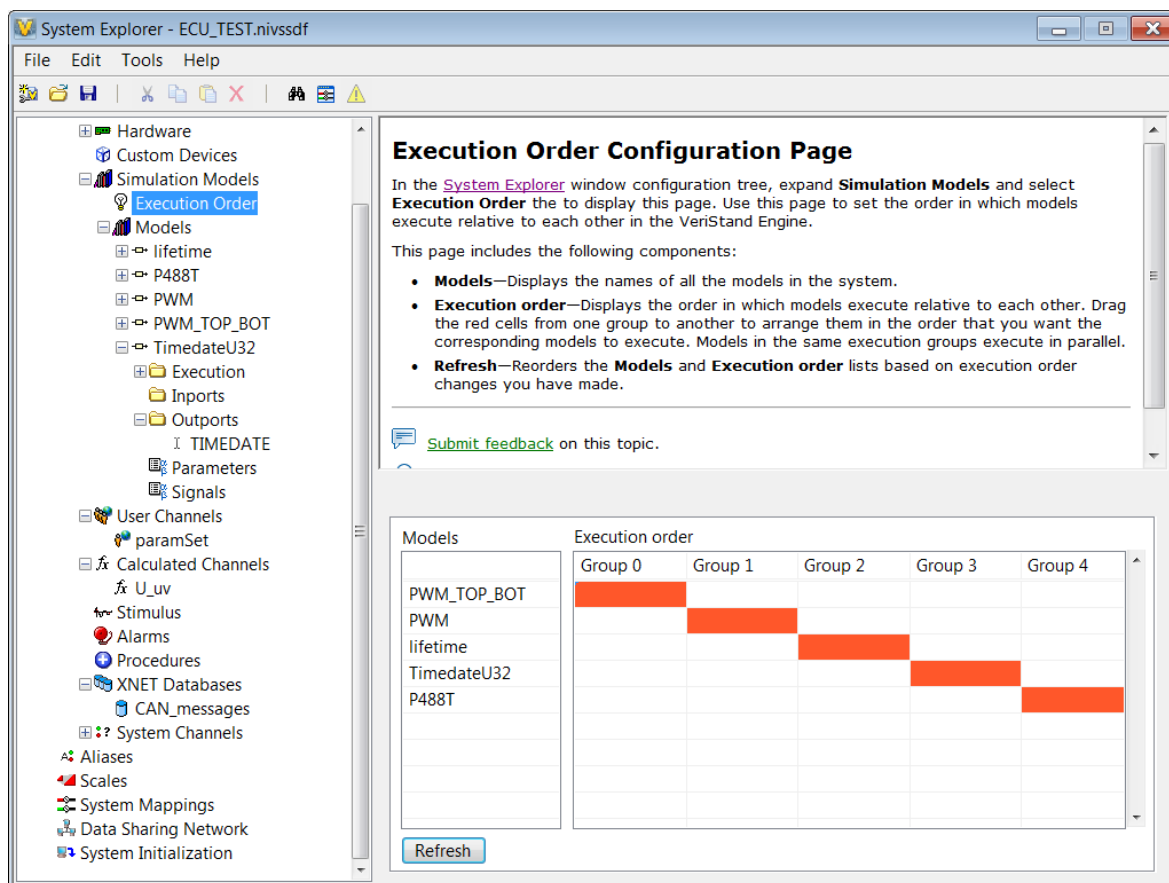 System Explorer - ECU_TEST.nivssdf
File Edit Tools Help
Hardware
Custom Devices
Simulation Models
Execution Order
Models
lifetime
P488T
PWM
PWM_TOP_BOT
TimedateU32
Execution
Inports
Outports
TIMEDATE
Parameters
Signals
User Channels
paramSet
fx Calculated Channels
fx U_uv
Stimulus
Alarms
Procedures
XNET Databases
CAN_messages
System Channels
Aliases
Scales
System Mappings
Data Sharing Network
System Initialization
Execution Order Configuration Page
In the System Explorer window configuration tree, expand Simulation Models and select
Execution Order the to display this page. Use this page to set the order in which models
execute relative to each other in the VeriStand Engine.
This page includes the following components:
• Models—Displays the names of all the models in the system.
• Execution order—Displays the order in which models execute relative to each other. Drag
the red cells from one group to another to arrange them in the order that you want the
corresponding models to execute. Models in the same execution groups execute in parallel.
• Refresh—Reorders the Models and Execution order lists based on execution order
changes you have made.
Submit feedback on this topic.
Models Execution order
Group 0 Group 1 Group 2 Group 3 Group 4
PWM_TOP_BOT
PWM
lifetime
TimedateU32
P488T
Refresh